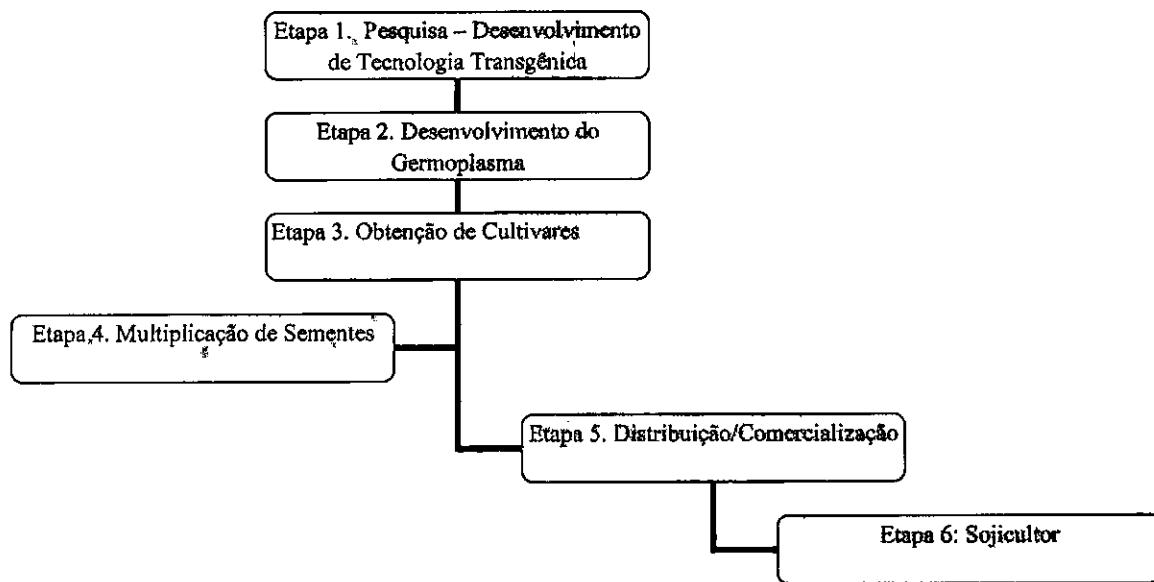 Etapa 1. Pesquisa – Desenvolvimento
de Tecnologia Transgênica
Etapa 2. Desenvolvimento do
Germoplasma
Etapa 3. Obtenção de Cultivares
Etapa 4. Multiplicação de Sementes
Etapa 5. Distribuição/Comercialização
Etapa 6: Sojicultor